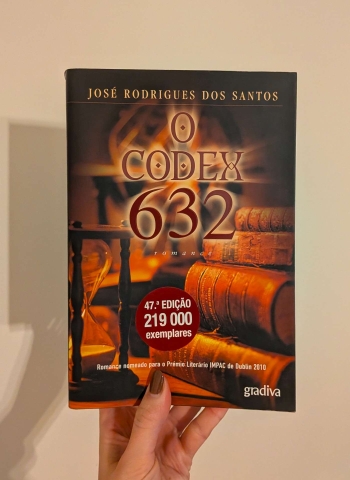 JOSÉ RODRIGUES DOS SANTOS
O
CODEX
632
romance
47.ª EDIÇÃO
219 000
exemplares
Romance nomeado para o Prémio Literário IMPAC de Dublin 2010
gradiva